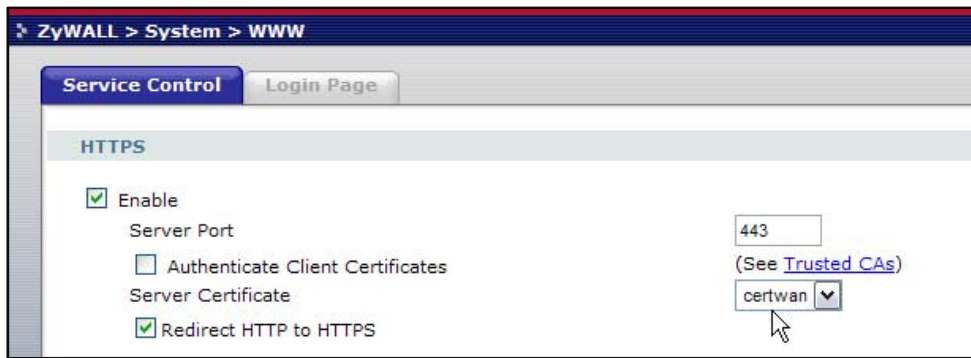 ZyWALL > System > WWW
Service Control Login Page
HTTPS
Enable
Server Port 443
Authenticate Client Certificates (See Trusted CAs)
Server Certificate certwan
Redirect HTTP to HTTPS